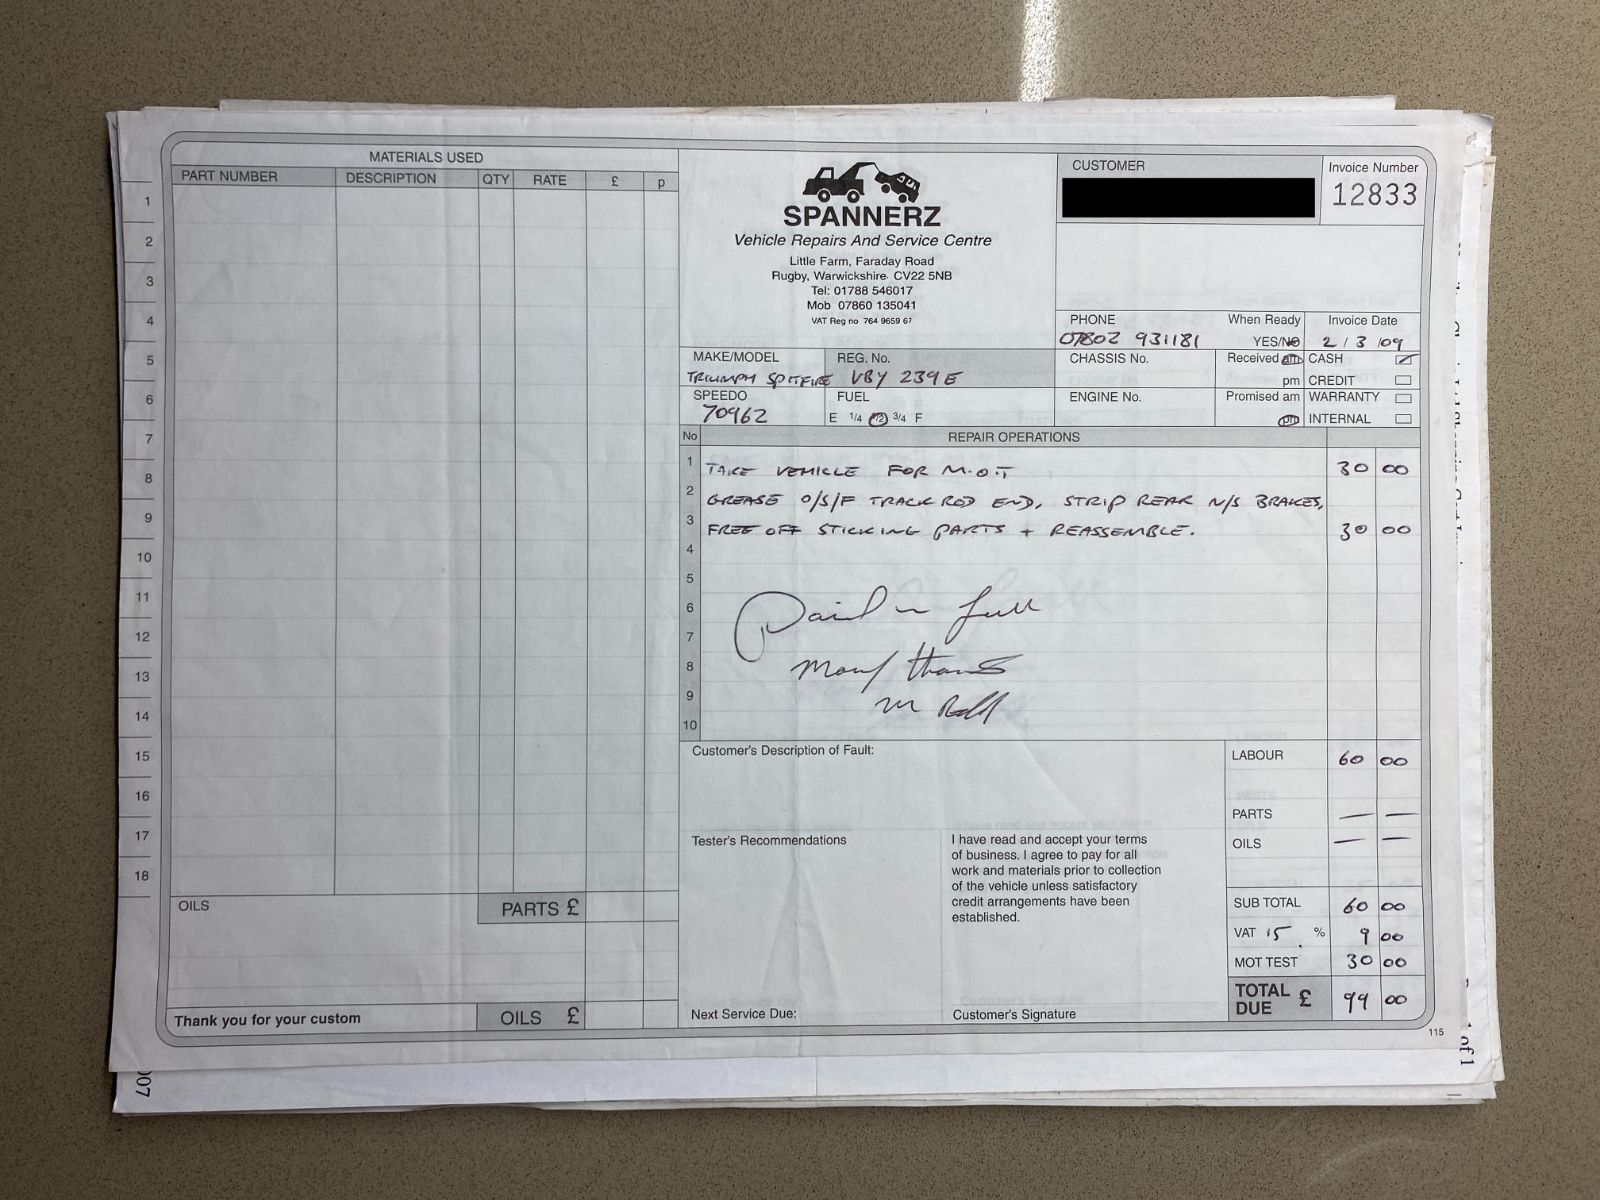 MATERIALS USED
PART NUMBER DESCRIPTION QTY RATE £ p
1
2
3
4
5
6
7
8
9
10
11
12
13
14
15
16
17
18
OILS PARTS £
Thank you for your custom OILS £
SPANNERZ
Vehicle Repairs And Service Centre
Little Farm, Faraday Road
Rugby, Warwickshire. CV22 5NB
Tel: 01788 546017
Mob 07860 135041
VAT Reg no 764 9659 67
CUSTOMER Invoice Number
12833
PHONE When Ready Invoice Date
07802 931181 YES/NO 2/3/09
MAKE/MODEL REG. No. CHASSIS No. Received am CASH
TRIUMPH SPITFIRE VBY 239E pm CREDIT
SPEEDO FUEL ENGINE No. Promised am WARRANTY
70962 E 1/4 1/2 3/4 F pm INTERNAL
No REPAIR OPERATIONS
1 TAKE VEHICLE FOR M.O.T 30 00
2 GREASE O/S/F TRACK ROD END, STRIP REAR N/S BRAKES,
3 FREE OFF STICKING PARTS + REASSEMBLE. 30 00
4
5
6 Paid in full
7
8 Many thanks
9 M
10
Customer's Description of Fault: LABOUR 60 00
PARTS — —
Tester's Recommendations I have read and accept your terms OILS — —
of business. I agree to pay for all
work and materials prior to collection
of the vehicle unless satisfactory
credit arrangements have been SUB TOTAL 60 00
established.
VAT 15 % 9 00
MOT TEST 30 00
TOTAL DUE £ 99 00
Next Service Due: Customer's Signature
115
007
1 of 1